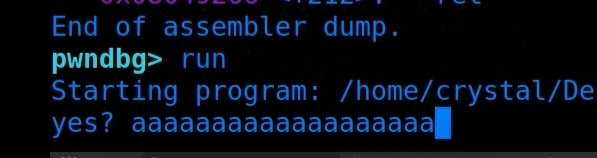 End of assembler dump.
pwndbg> run
Starting program: /home/crystal/De
yes? aaaaaaaaaaaaaaaaaaa